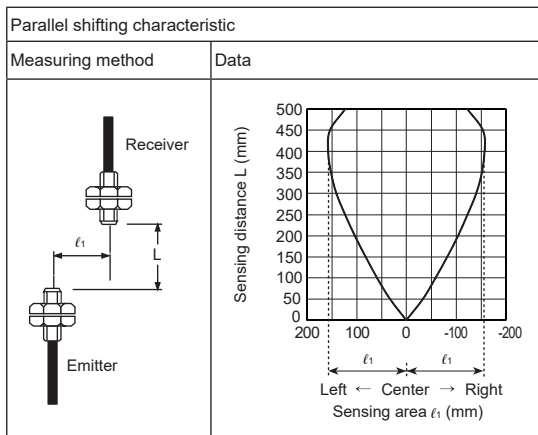 Parallel shifting characteristic
Measuring method
Data
Receiver
ℓ1
L
Emitter
Sensing distance L (mm)
500
450
400
350
300
250
200
150
100
50
0
200 100 0 -100 -200
ℓ1 ℓ1
Left ← Center → Right
Sensing area ℓ1 (mm)